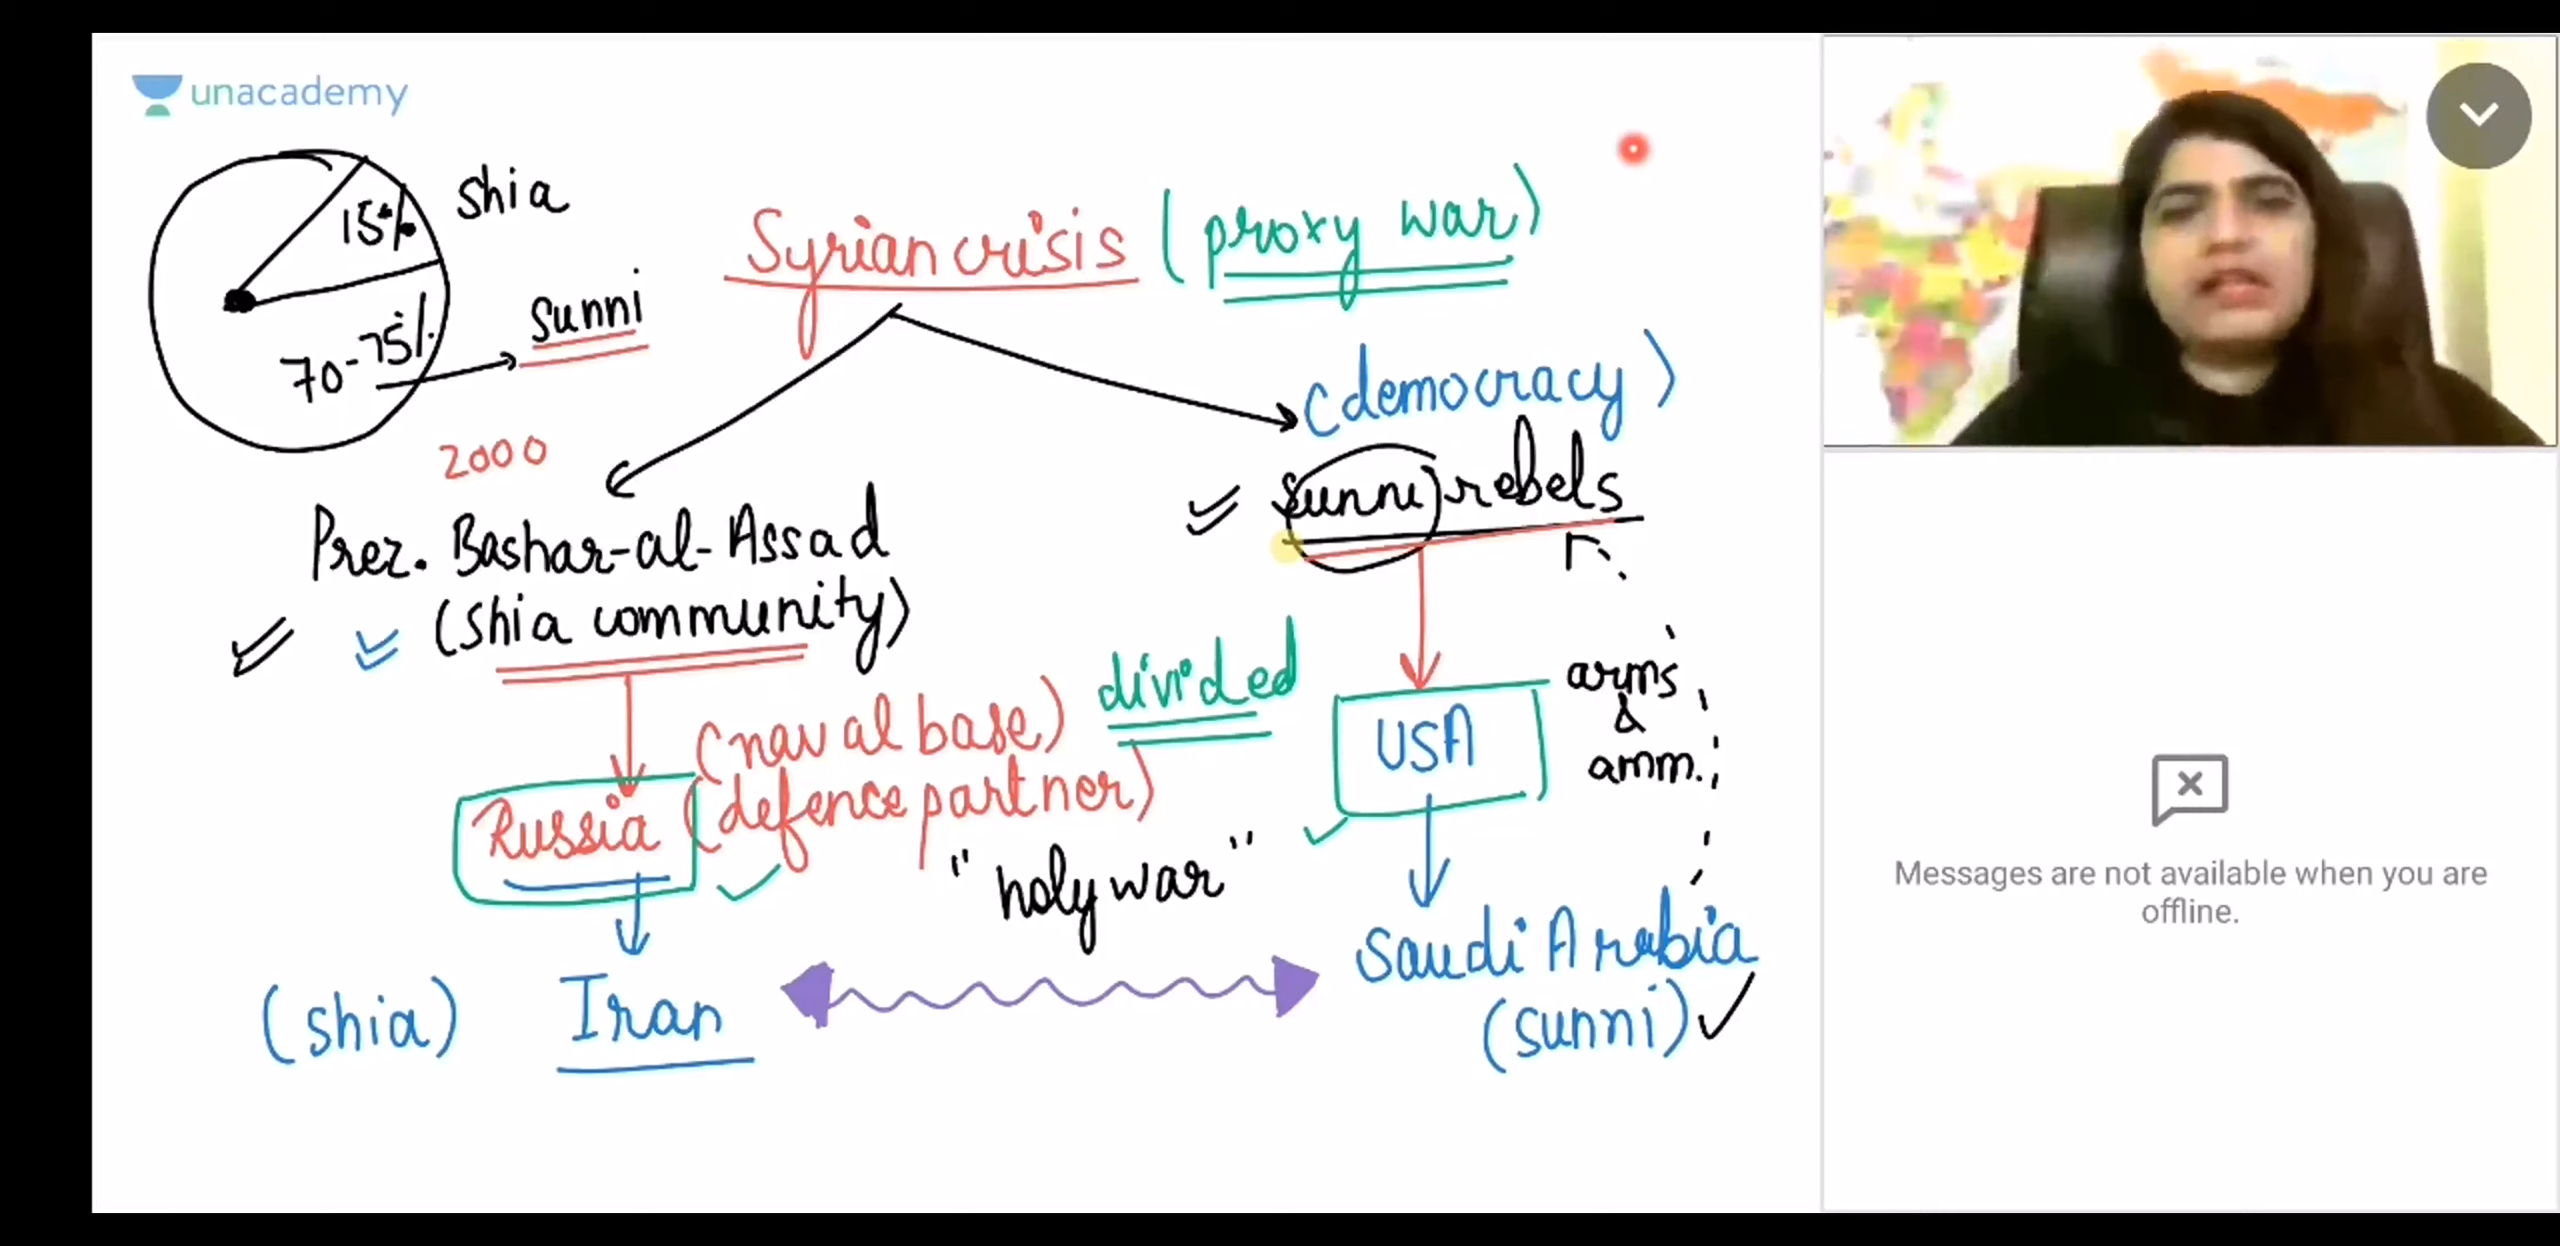 unacademy
15% shia
70-75% sunni
Syrian crisis (proxy war)
2000
Prez. Bashar-al-Assad
(shia community)
(democracy)
sunni rebels
Russia
(naval base)
(defence partner)
divided
USA
arms
&
amm.
"holy war"
(shia) Iran
Saudi Arabia
(sunni)
Messages are not available when you are
offline.